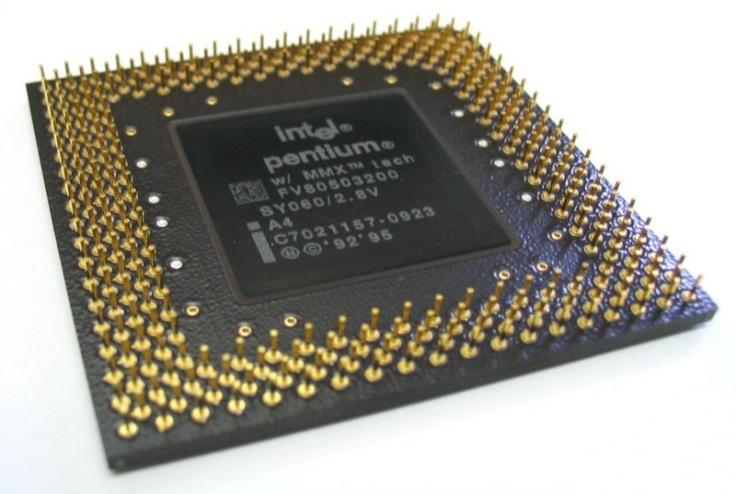 intel®
pentium®
w/ MMX™ tech
FV80503200
SY060/2.8V
A4
C7021157-0923
Ⓜ © '92 '95